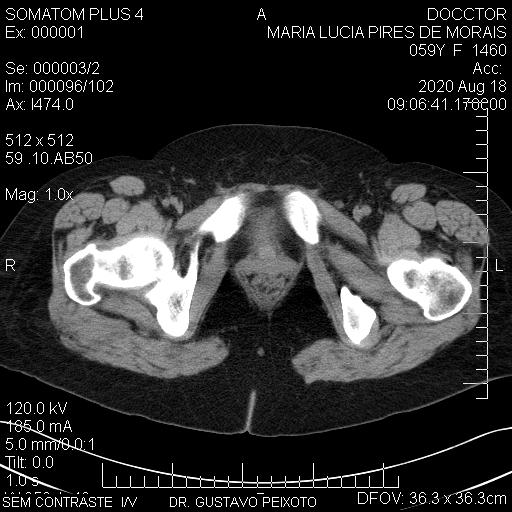 SOMATOM PLUS 4
Ex: 000001
Se: 000003/2
Im: 000096/102
Ax: I474.0
512 x 512
59 .10.AB50
Mag: 1.0x
A
DOCCTOR
MARIA LUCIA PIRES DE MORAIS
059Y F 1460
Acc:
2020 Aug 18
09:06:41.176000
R
L
120.0 kV
185.0 mA
5.0 mm/0.0:1
Tilt: 0.0
1.0 s
SEM CONTRASTE I/V
DR. GUSTAVO PEIXOTO
DFOV: 36.3 x 36.3cm